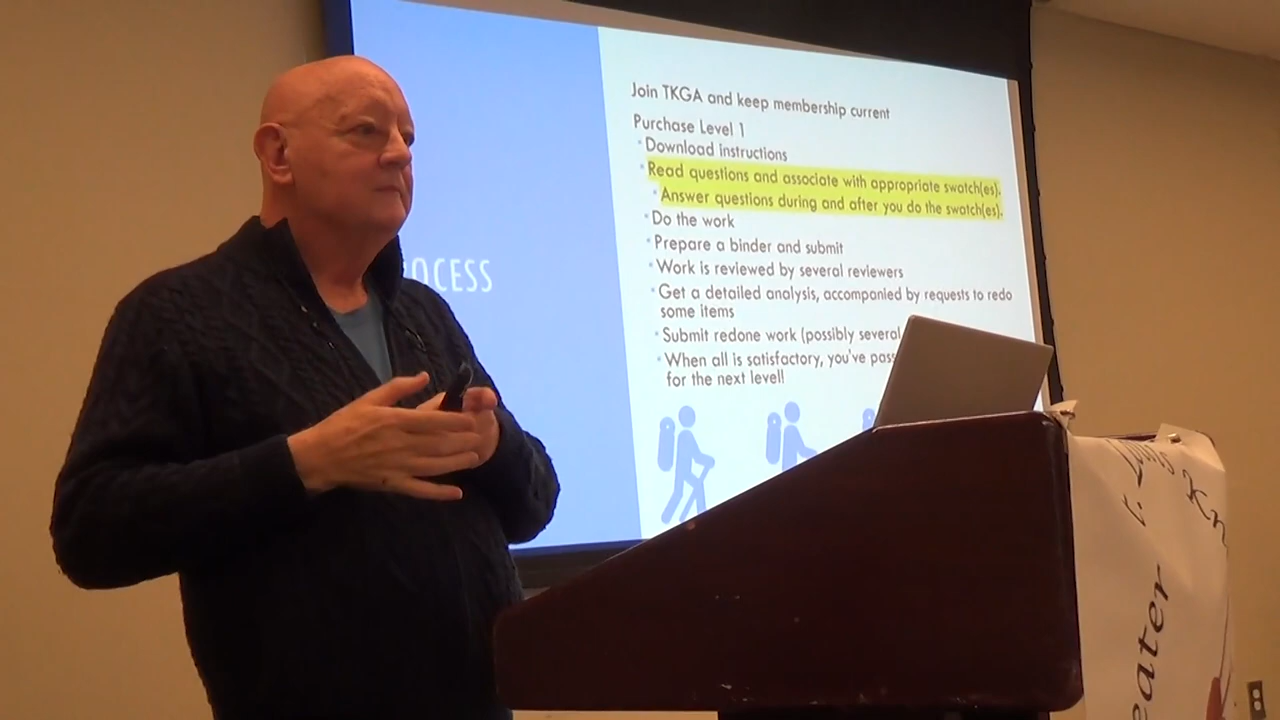 Join TKGA and keep membership current
Purchase Level 1
Download instructions
Read questions and associate with appropriate swatch(es).
Answer questions during and after you do the swatch(es).
Do the work
Prepare a binder and submit
Work is reviewed by several reviewers
Get a detailed analysis, accompanied by requests to redo
some items
Submit redone work (possibly several
When all is satisfactory, you've pass
for the next level!
OCESS
eater
t. Louis Kn